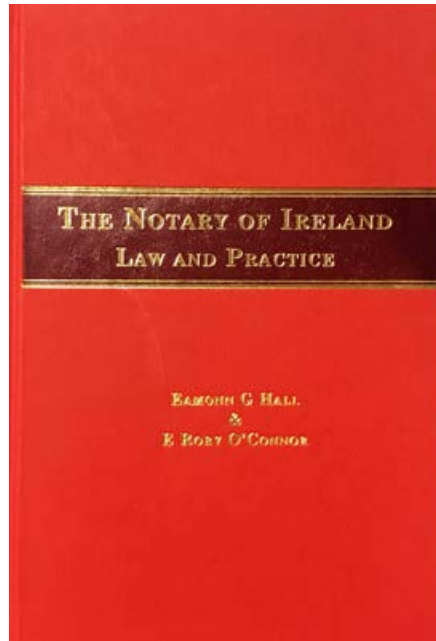 THE NOTARY OF IRELAND
LAW AND PRACTICE
EAMONN G HALL
&
E RORY O'CONNOR